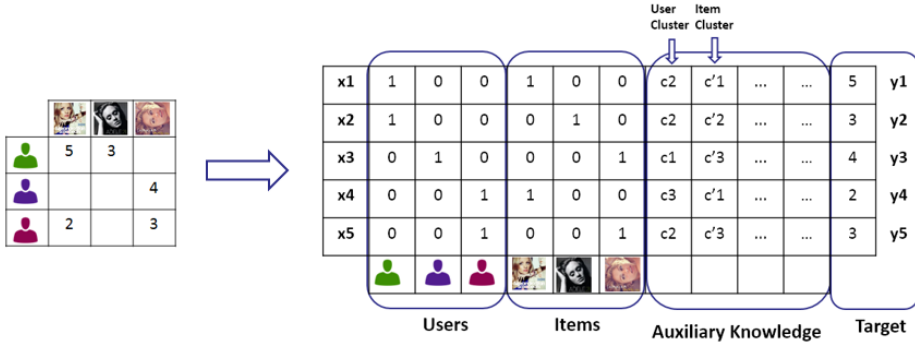 User Item
Cluster Cluster
x1 1 0 0 1 0 0 c2 c'1 ... ... 5 y1
x2 1 0 0 0 1 0 c2 c'2 ... ... 3 y2
5 3
x3 0 1 0 0 0 1 c1 c'3 ... ... 4 y3
4
x4 0 0 1 1 0 0 c3 c'1 ... ... 2 y4
2 3
x5 0 0 1 0 0 1 c2 c'3 ... ... 3 y5
Users Items Auxiliary Knowledge Target